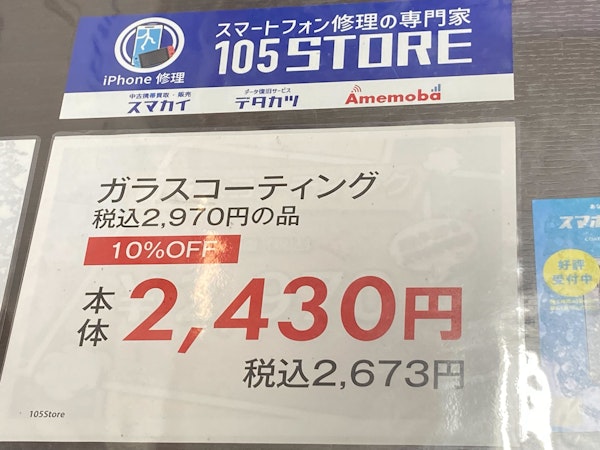 スマートフォン修理の専門家
105 STORE
iPhone 修理
中古携帯買取・販売
スマカイ
データ復旧サービス
デタカツ
Amemoba
ガラスコーティング
税込2,970円の品
10%OFF
本体 2,430円
税込2,673円
105Store
スマホ
好評
受付中